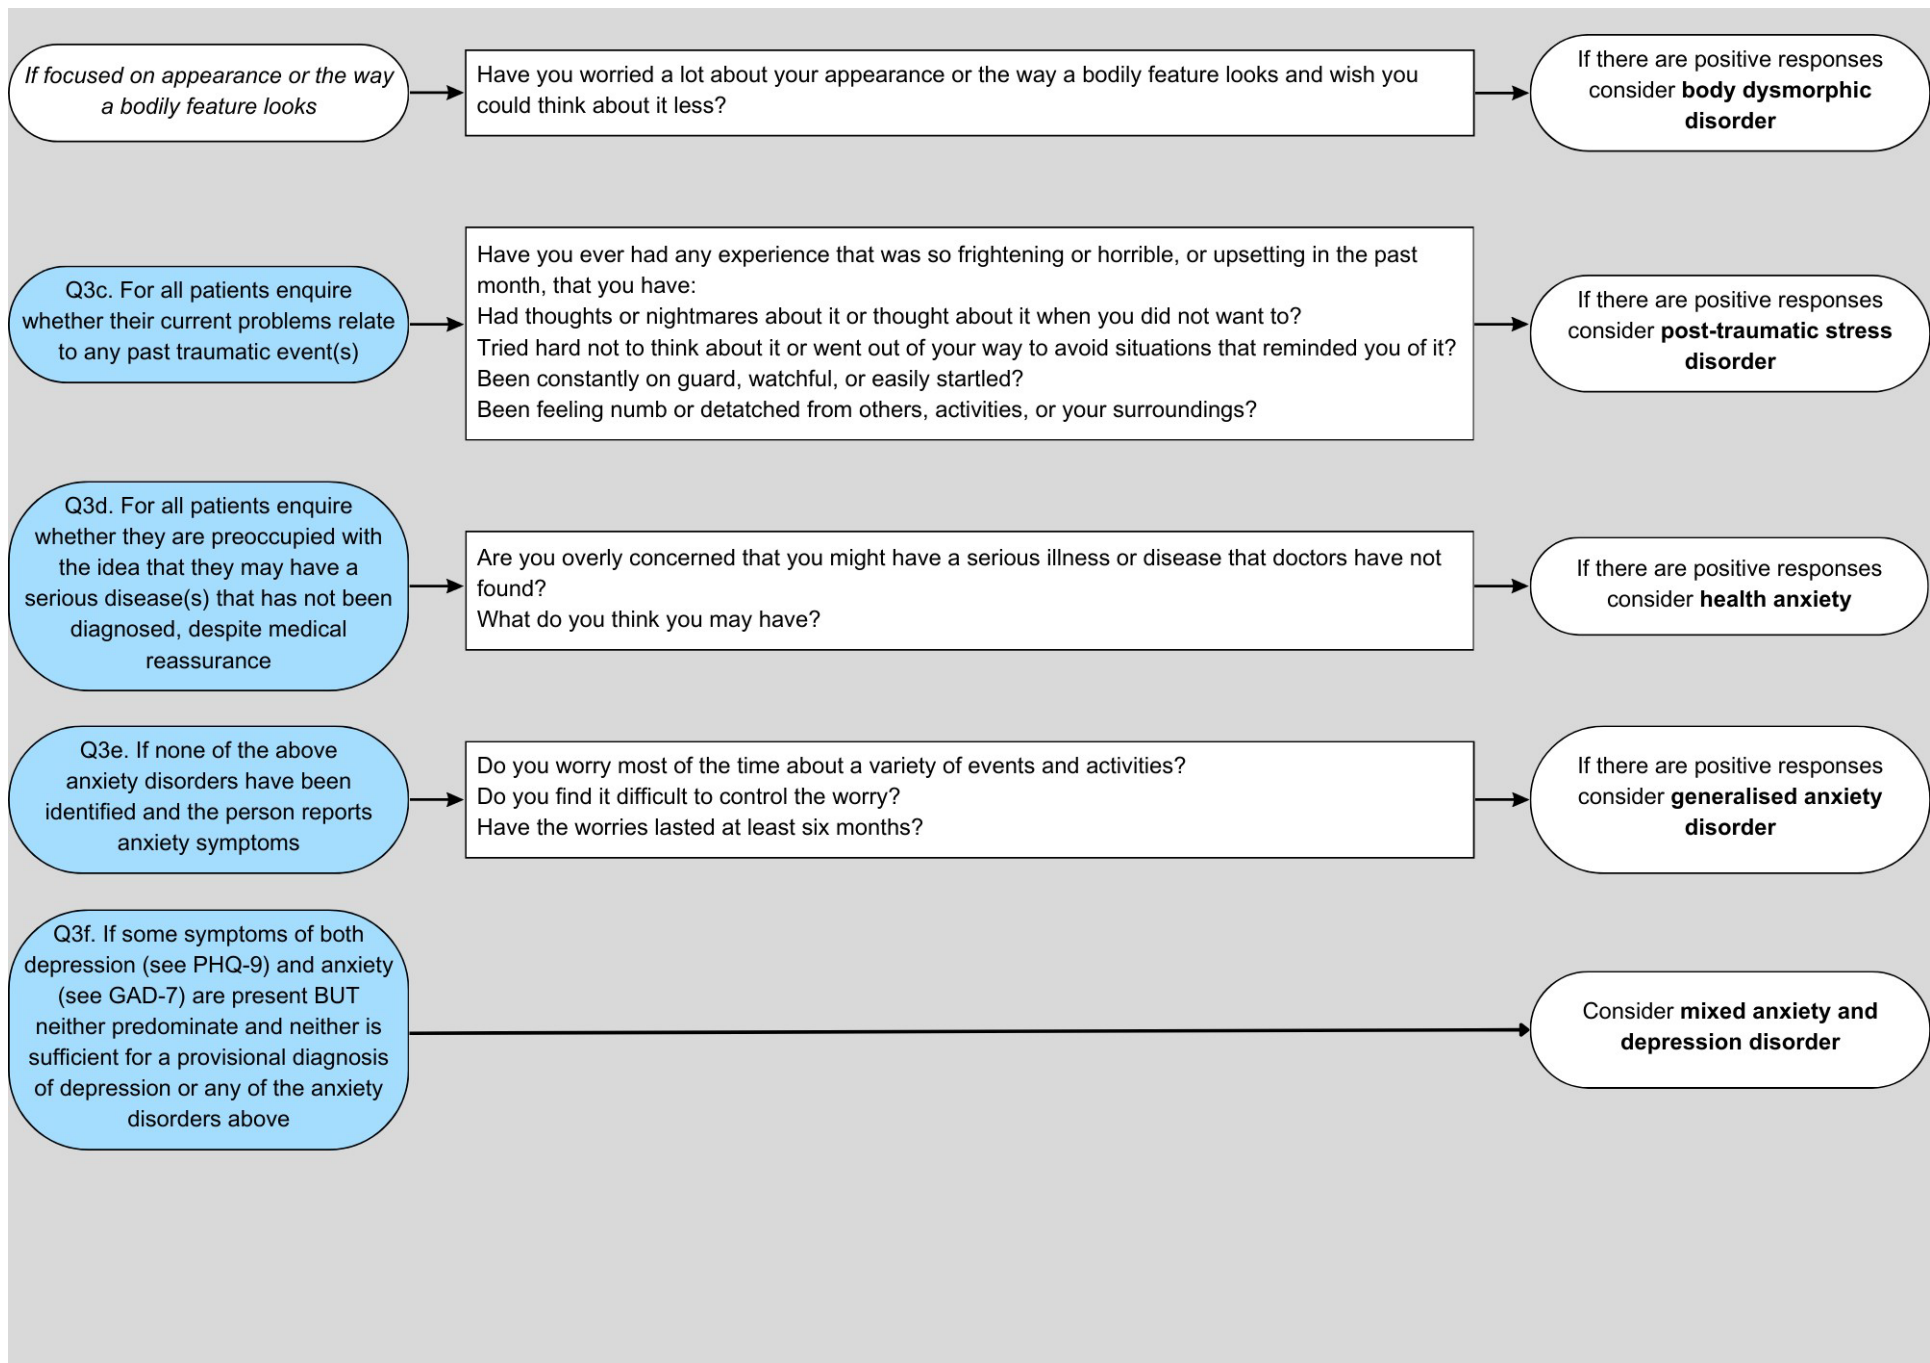 If focused on appearance or the way
a bodily feature looks
Have you worried a lot about your appearance or the way a bodily feature looks and wish you
could think about it less?
If there are positive responses
consider body dysmorphic
disorder
Q3c. For all patients enquire
whether their current problems relate
to any past traumatic event(s)
Have you ever had any experience that was so frightening or horrible, or upsetting in the past
month, that you have:
Had thoughts or nightmares about it or thought about it when you did not want to?
Tried hard not to think about it or went out of your way to avoid situations that reminded you of it?
Been constantly on guard, watchful, or easily startled?
Been feeling numb or detatched from others, activities, or your surroundings?
If there are positive responses
consider post-traumatic stress
disorder
Q3d. For all patients enquire
whether they are preoccupied with
the idea that they may have a
serious disease(s) that has not been
diagnosed, despite medical
reassurance
Are you overly concerned that you might have a serious illness or disease that doctors have not
found?
What do you think you may have?
If there are positive responses
consider health anxiety
Q3e. If none of the above
anxiety disorders have been
identified and the person reports
anxiety symptoms
Do you worry most of the time about a variety of events and activities?
Do you find it difficult to control the worry?
Have the worries lasted at least six months?
If there are positive responses
consider generalised anxiety
disorder
Q3f. If some symptoms of both
depression (see PHQ-9) and anxiety
(see GAD-7) are present BUT
neither predominate and neither is
sufficient for a provisional diagnosis
of depression or any of the anxiety
disorders above
Consider mixed anxiety and
depression disorder